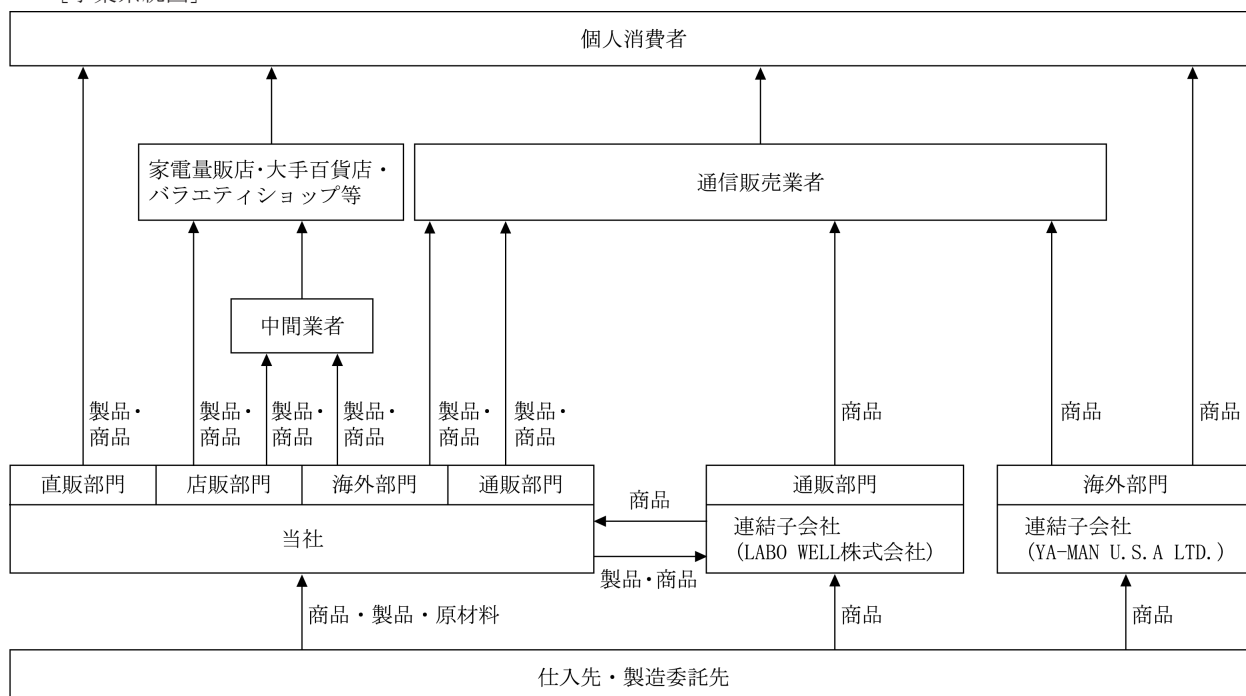 [事業系統図]
個人消費者
家電量販店・大手百貨店・
バラエティショップ等
通信販売業者
中間業者
製品・
商品
製品・
商品
製品・
商品
製品・
商品
製品・
商品
製品・
商品
商品
商品
商品
直販部門
店販部門
海外部門
通販部門
当社
商品
製品・商品
通販部門
連結子会社
(LABO WELL株式会社)
海外部門
連結子会社
(YA-MAN U.S.A LTD.)
商品・製品・原材料
商品
商品
仕入先・製造委託先